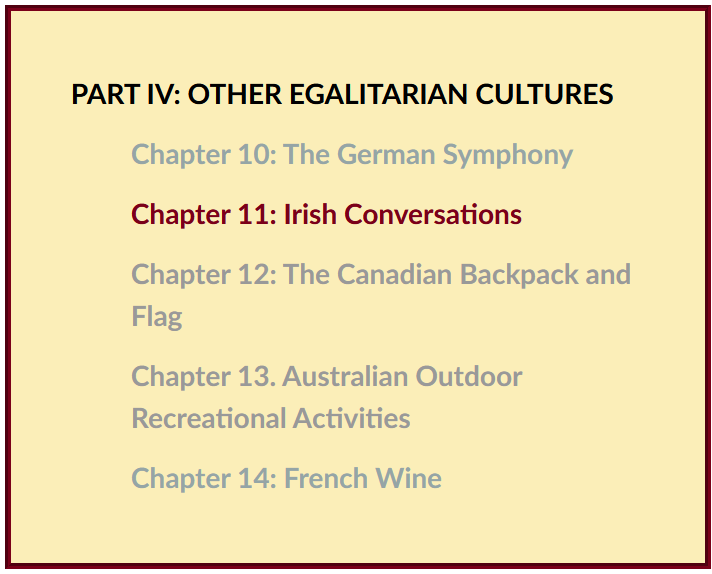 PART IV: OTHER EGALITARIAN CULTURES
Chapter 10: The German Symphony
Chapter 11: Irish Conversations
Chapter 12: The Canadian Backpack and
Flag
Chapter 13. Australian Outdoor
Recreational Activities
Chapter 14: French Wine